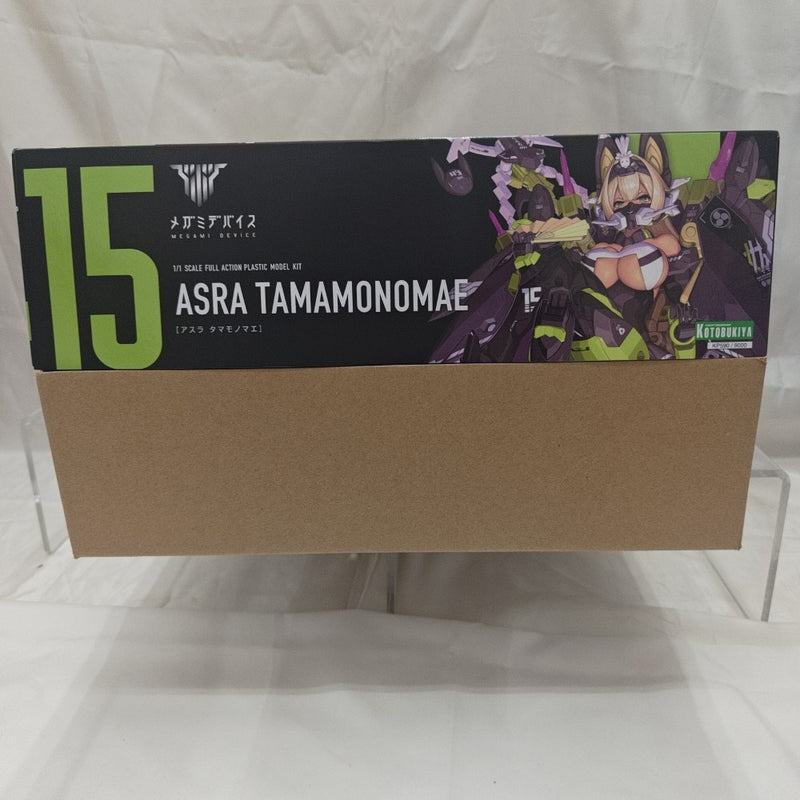 15
メガミデバイス
MEGAMI DEVICE
1/1 SCALE FULL ACTION PLASTIC MODEL KIT
ASRA TAMAMONOMAE
[アスラ タマモノマエ]
15
KOTOBUKIYA
KP590 / 8000